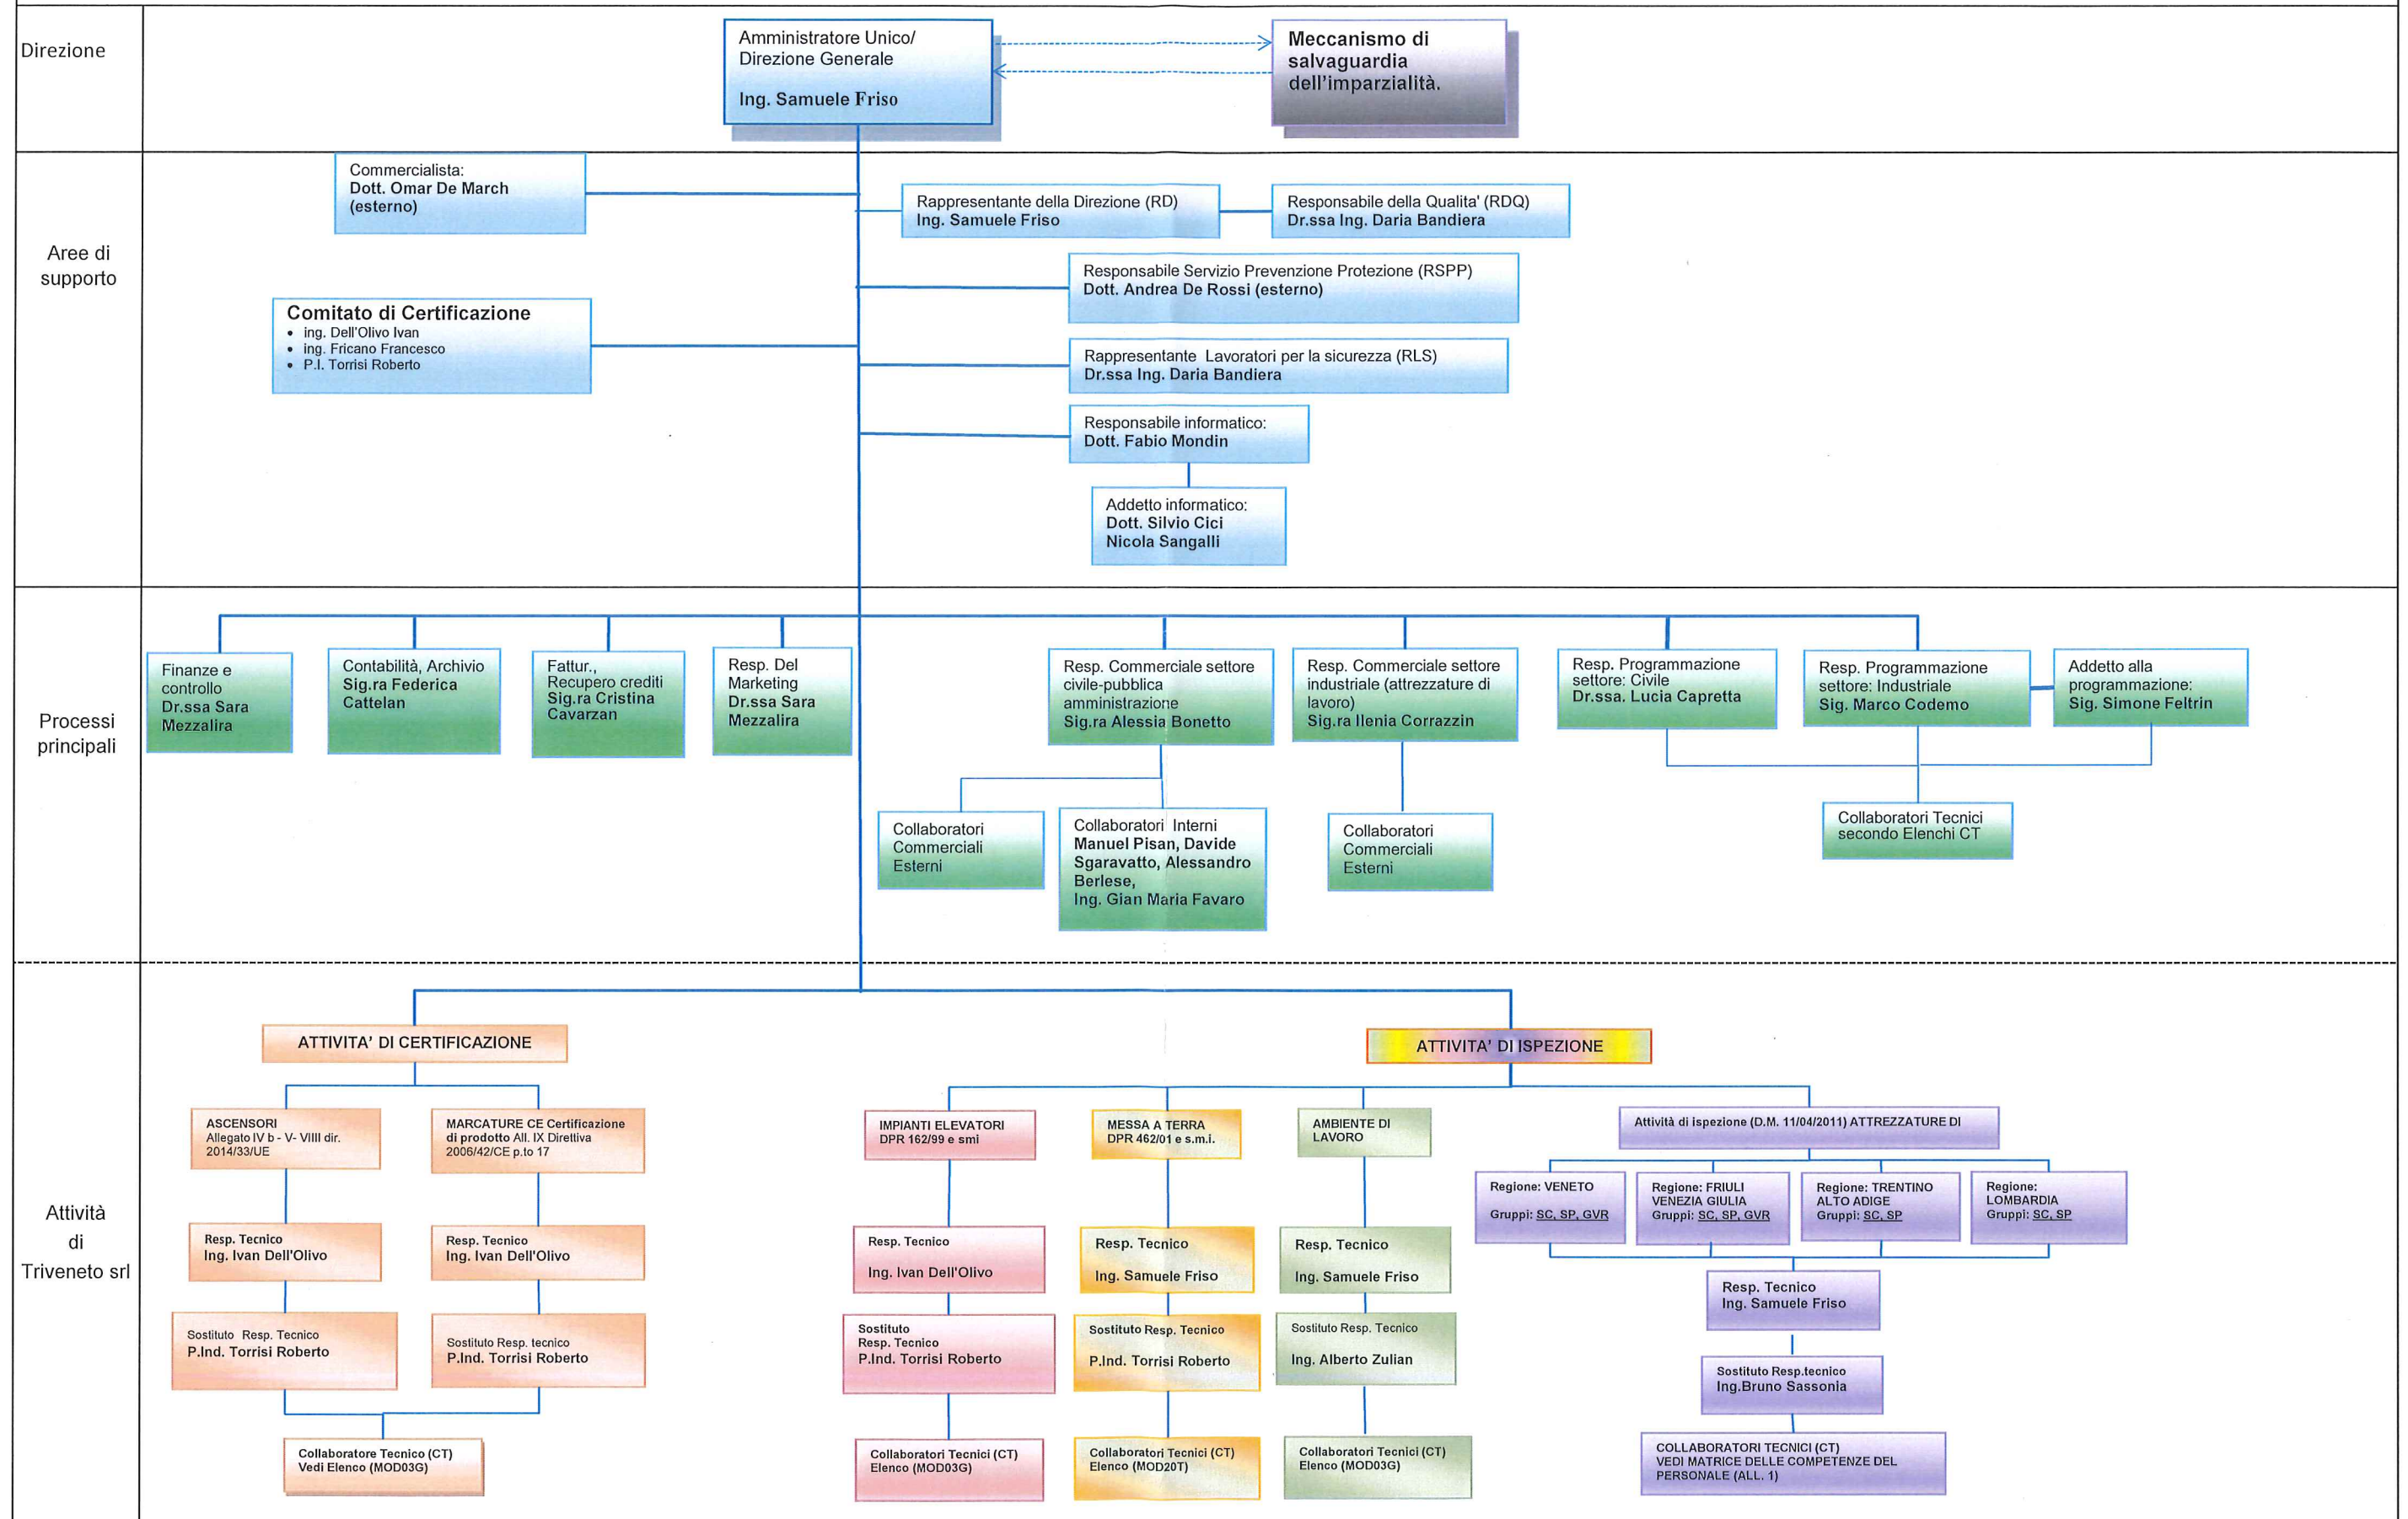 Direzione
Amministratore Unico/
Direzione Generale
Ing. Samuele Friso
Meccanismo di
salvaguardia
dell'imparzialità.
Aree di
supporto
Commercialista:
Dott. Omar De March
(esterno)
Rappresentante della Direzione (RD)
Ing. Samuele Friso
Responsabile della Qualita' (RDQ)
Dr.ssa Ing. Daria Bandiera
Responsabile Servizio Prevenzione Protezione (RSPP)
Dott. Andrea De Rossi (esterno)
Comitato di Certificazione
• ing. Dell'Olivo Ivan
• ing. Fricano Francesco
• P.I. Torrisi Roberto
Rappresentante Lavoratori per la sicurezza (RLS)
Dr.ssa Ing. Daria Bandiera
Responsabile informatico:
Dott. Fabio Mondin
Addetto informatico:
Dott. Silvio Cici
Nicola Sangalli
Processi
principali
Finanze e
controllo
Dr.ssa Sara
Mezzalira
Contabilità, Archivio
Sig.ra Federica
Cattelan
Fattur.,
Recupero crediti
Sig.ra Cristina
Cavarzan
Resp. Del
Marketing
Dr.ssa Sara
Mezzalira
Resp. Commerciale settore
civile-pubblica
amministrazione
Sig.ra Alessia Bonetto
Resp. Commerciale settore
industriale (attrezzature di
lavoro)
Sig.ra Ilenia Corrazzin
Resp. Programmazione
settore: Civile
Dr.ssa. Lucia Capretta
Resp. Programmazione
settore: Industriale
Sig. Marco Codemo
Addetto alla
programmazione:
Sig. Simone Feltrin
Collaboratori
Commerciali
Esterni
Collaboratori Interni
Manuel Pisan, Davide
Sgaravatto, Alessandro
Berlese,
Ing. Gian Maria Favaro
Collaboratori
Commerciali
Esterni
Collaboratori Tecnici
secondo Elenchi CT
Attività
di
Triveneto srl
ATTIVITA' DI CERTIFICAZIONE
ATTIVITA' DI ISPEZIONE
ASCENSORI
Allegato IV b - V- VIIII dir.
2014/33/UE
MARCATURE CE Certificazione
di prodotto All. IX Direttiva
2006/42/CE p.to 17
IMPIANTI ELEVATORI
DPR 162/99 e smi
MESSA A TERRA
DPR 462/01 e s.m.i.
AMBIENTE DI
LAVORO
Attività di ispezione (D.M. 11/04/2011) ATTREZZATURE DI
Regione: VENETO
Gruppi: SC, SP, GVR
Regione: FRIULI
VENEZIA GIULIA
Gruppi: SC, SP, GVR
Regione: TRENTINO
ALTO ADIGE
Gruppi: SC, SP
Regione:
LOMBARDIA
Gruppi: SC, SP
Resp. Tecnico
Ing. Ivan Dell'Olivo
Resp. Tecnico
Ing. Ivan Dell'Olivo
Resp. Tecnico
Ing. Ivan Dell'Olivo
Resp. Tecnico
Ing. Samuele Friso
Resp. Tecnico
Ing. Samuele Friso
Resp. Tecnico
Ing. Samuele Friso
Sostituto Resp. Tecnico
P.Ind. Torrisi Roberto
Sostituto Resp. tecnico
P.Ind. Torrisi Roberto
Sostituto
Resp. Tecnico
P.Ind. Torrisi Roberto
Sostituto Resp. Tecnico
P.Ind. Torrisi Roberto
Sostituto Resp. Tecnico
Ing. Alberto Zulian
Sostituto Resp.tecnico
Ing.Bruno Sassonia
Collaboratore Tecnico (CT)
Vedi Elenco (MOD03G)
Collaboratori Tecnici (CT)
Elenco (MOD03G)
Collaboratori Tecnici (CT)
Elenco (MOD20T)
Collaboratori Tecnici (CT)
Elenco (MOD03G)
COLLABORATORI TECNICI (CT)
VEDI MATRICE DELLE COMPETENZE DEL
PERSONALE (ALL. 1)